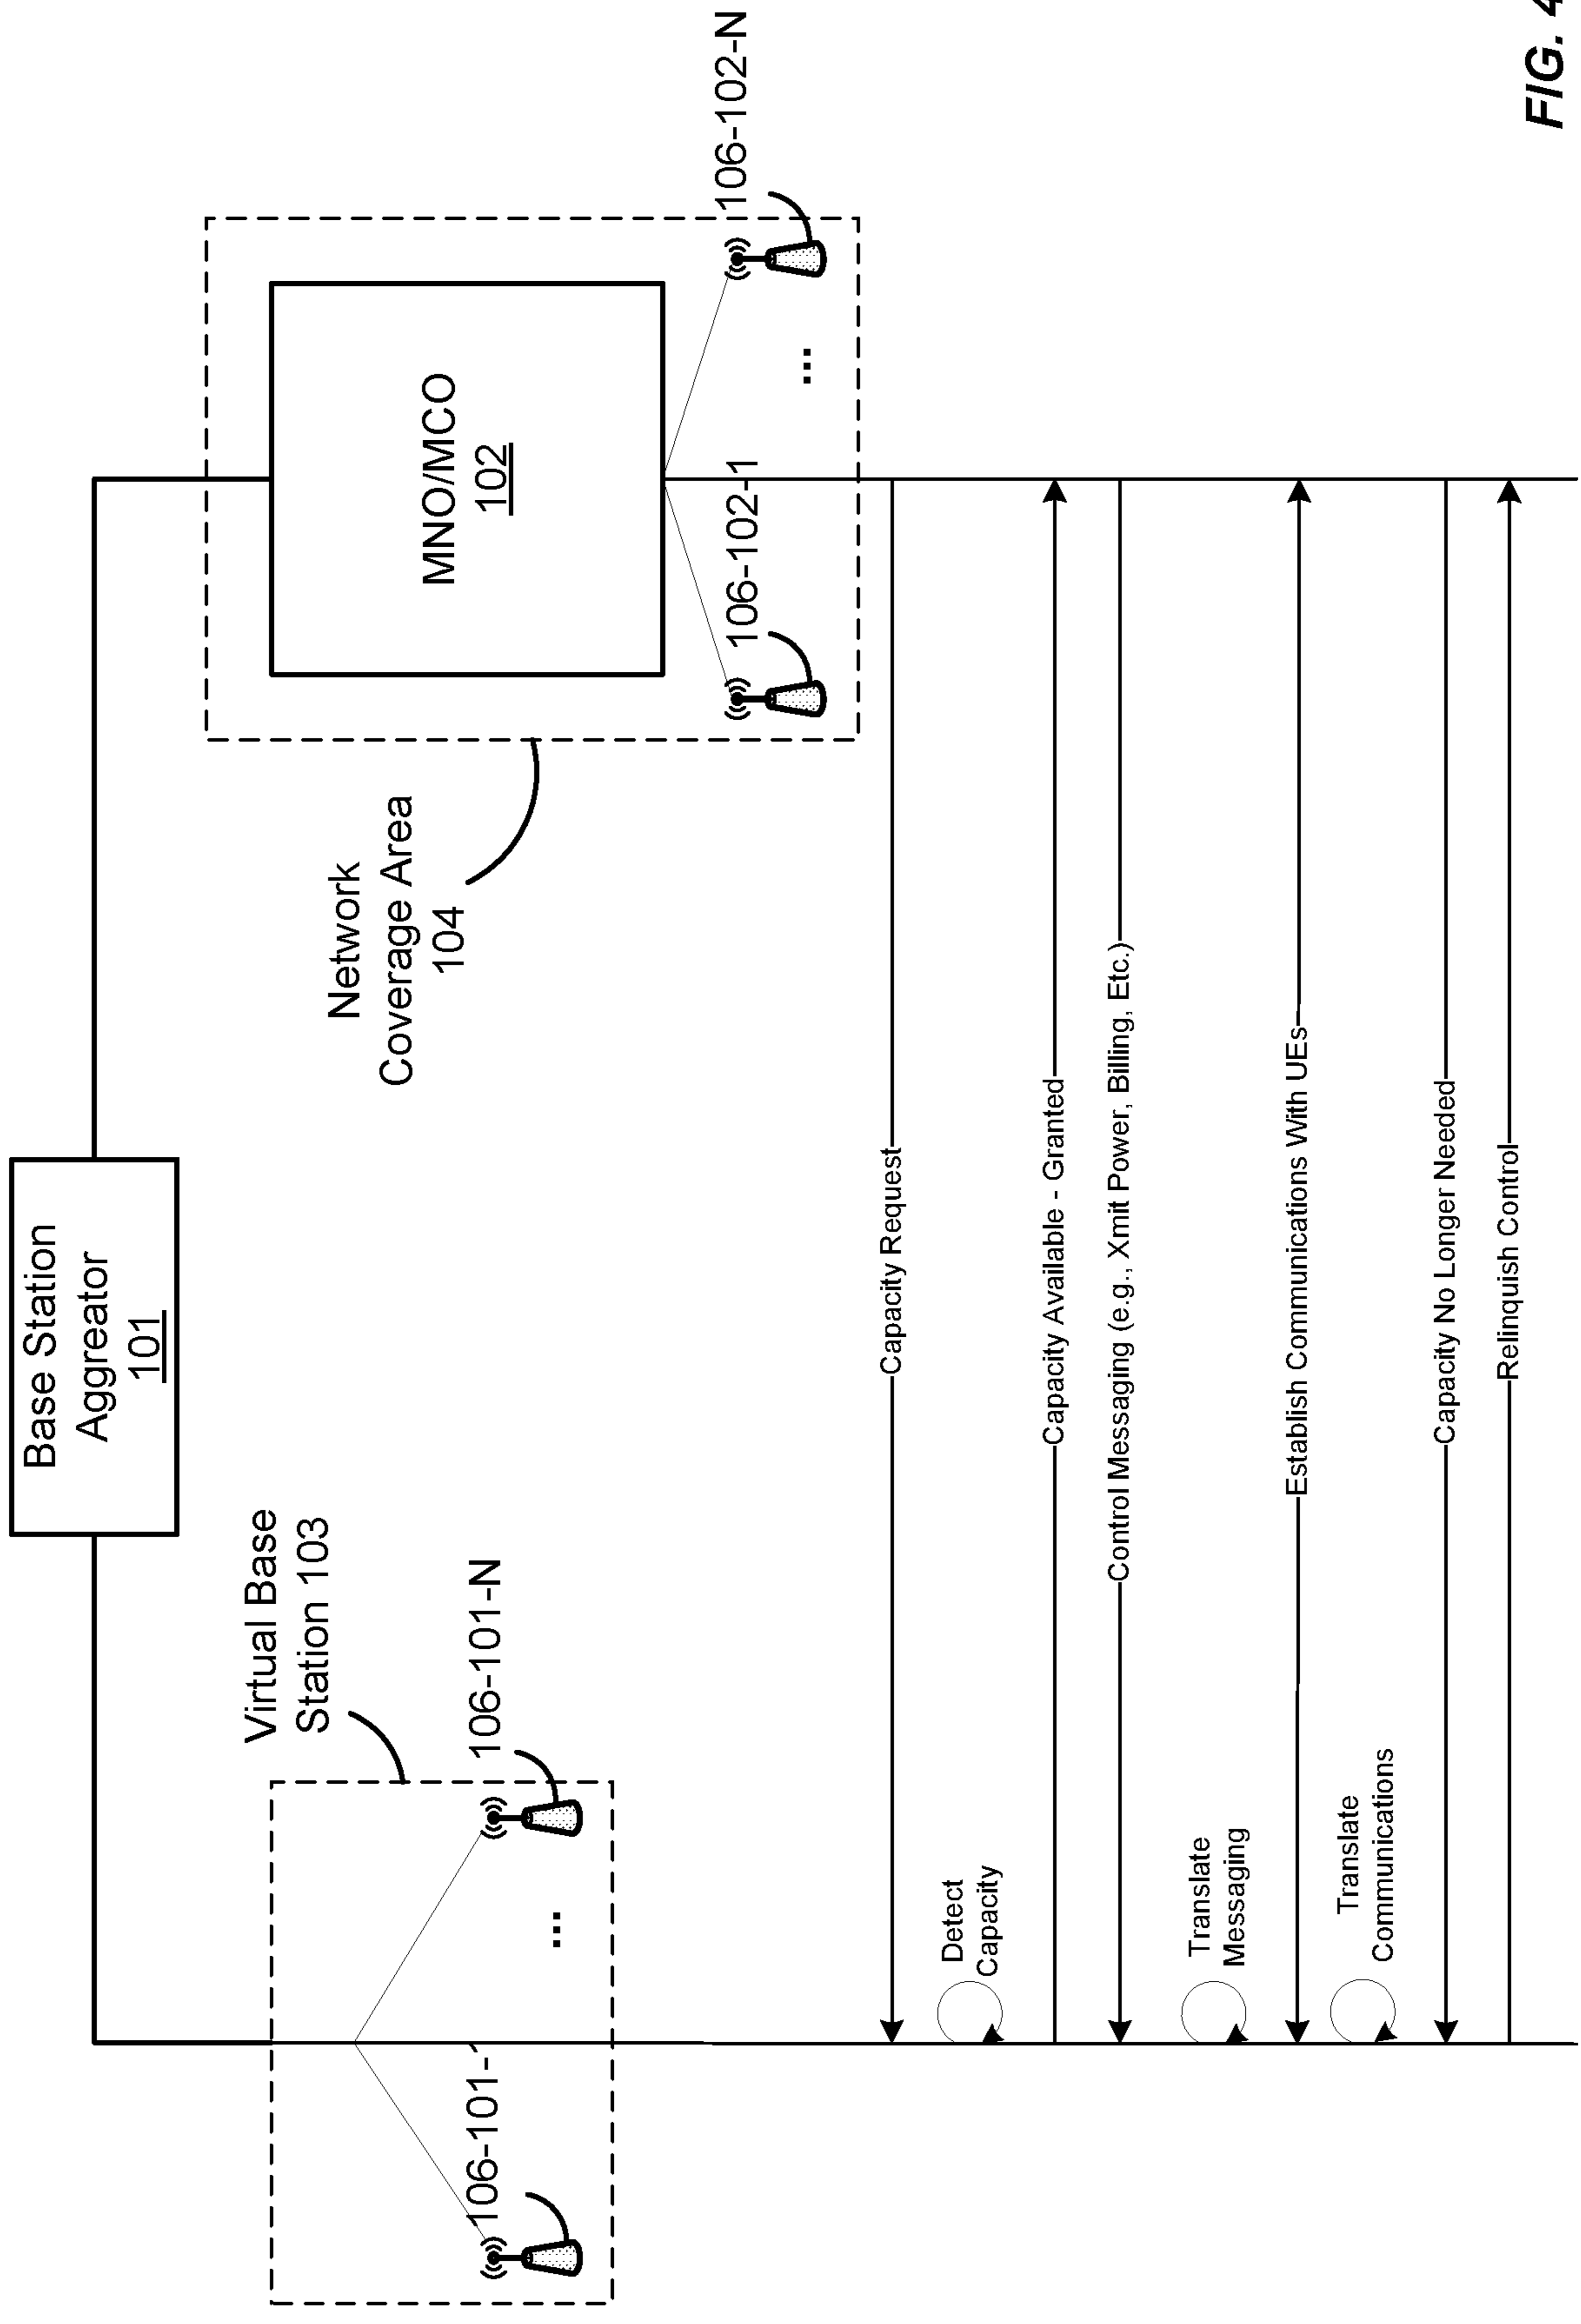 Base Station
Aggreator
101
Virtual Base
Station 103
106-101-1
106-101-N
...
Network
Coverage Area
104
MNO/MCO
102
106-102-1
106-102-N
...
Capacity Request
Detect
Capacity
Capacity Available - Granted
Control Messaging (e.g., Xmit Power, Billing, Etc.)
Translate
Messaging
Establish Communications With UEs
Translate
Communications
Capacity No Longer Needed
Relinquish Control
FIG. 4